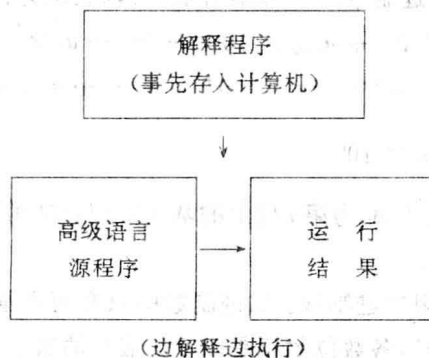 解释程序
（事先存入计算机）
高级语言
源程序
运 行
结 果
（边解释边执行）